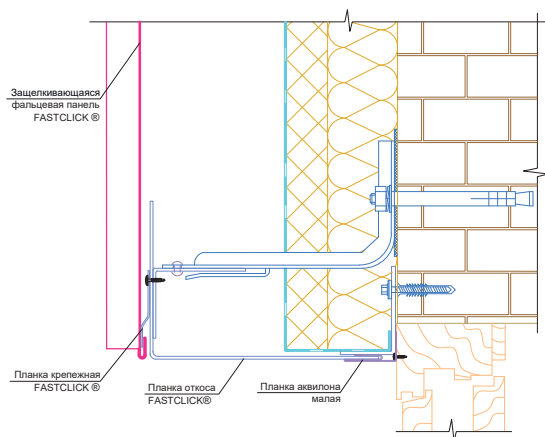 Защелкивающаяся
фальцевая панель
FASTCLICK ®
Планка крепежная
FASTCLICK ®
Планка откоса
FASTCLICK®
Планка аквилона
малая